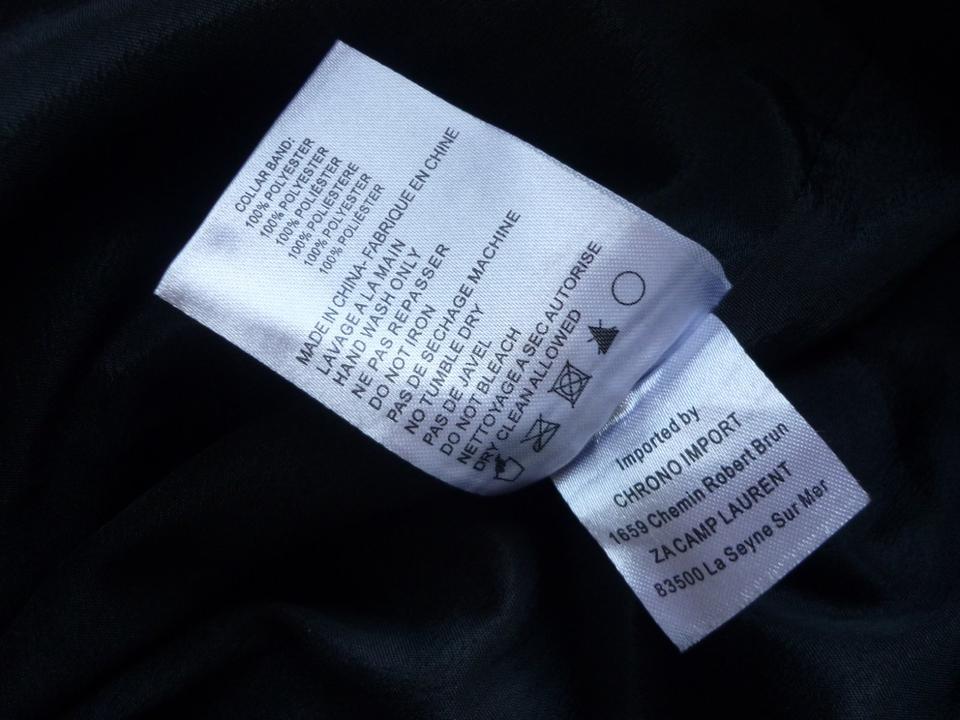 COLLAR BAND:
100% POLYESTER
100% POLYESTER
100% POLIÉSTER
100% POLIESTERE
100% POLYESTER
100% POLIÉSTER
MADE IN CHINA- FABRIQUE EN CHINE
LAVAGE A LA MAIN
HAND WASH ONLY
NE PAS REPASSER
DO NOT IRON
PAS DE SECHAGE MACHINE
NO TUMBLE DRY
PAS DE JAVEL
DO NOT BLEACH
NETTOYAGE A SEC AUTORISE
DRY CLEAN ALLOWED
Imported by
CHRONO IMPORT
1659 Chemin Robert Brun
ZA CAMP LAURENT
83500 La Seyne Sur Mer